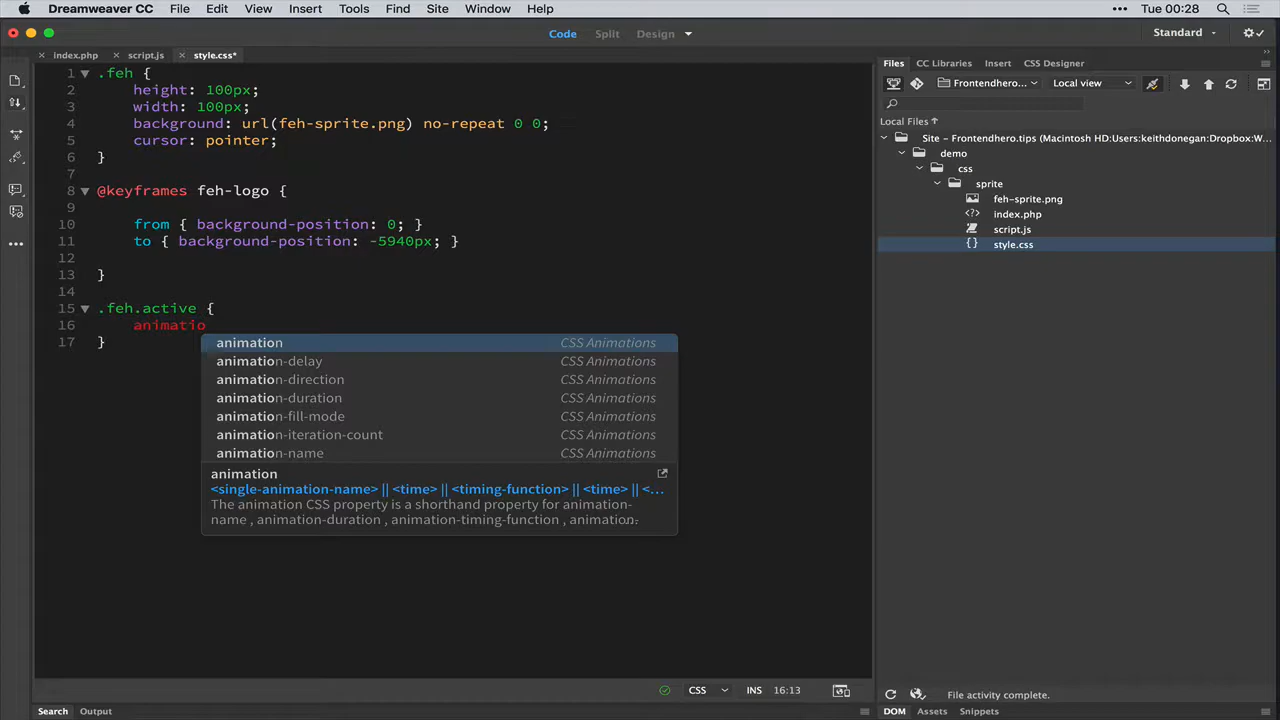 Dreamweaver CC File Edit View Insert Tools Find Site Window Help ••• Tue 00:28
Code Split Design Standard
× index.php × script.js × style.css*
Files CC Libraries Insert CSS Designer
Frontendhero... Local view
Local Files ↑
Site - Frontendhero.tips (Macintosh HD:Users:keithdonegan:Dropbox:W...
demo
css
sprite
feh-sprite.png
index.php
script.js
style.css
1 .feh {
2 height: 100px;
3 width: 100px;
4 background: url(feh-sprite.png) no-repeat 0 0;
5 cursor: pointer;
6 }
7
8 @keyframes feh-logo {
9
10 from { background-position: 0; }
11 to { background-position: -5940px; }
12
13 }
14
15 .feh.active {
16 animatio
17 }
animation CSS Animations
animation-delay CSS Animations
animation-direction CSS Animations
animation-duration CSS Animations
animation-fill-mode CSS Animations
animation-iteration-count CSS Animations
animation-name CSS Animations
animation
<single-animation-name> || <time> || <timing-function> || <time> || <...
The animation CSS property is a shorthand property for animation-
name , animation-duration , animation-timing-function , animation-
CSS INS 16:13
File activity complete.
Search Output
DOM Assets Snippets